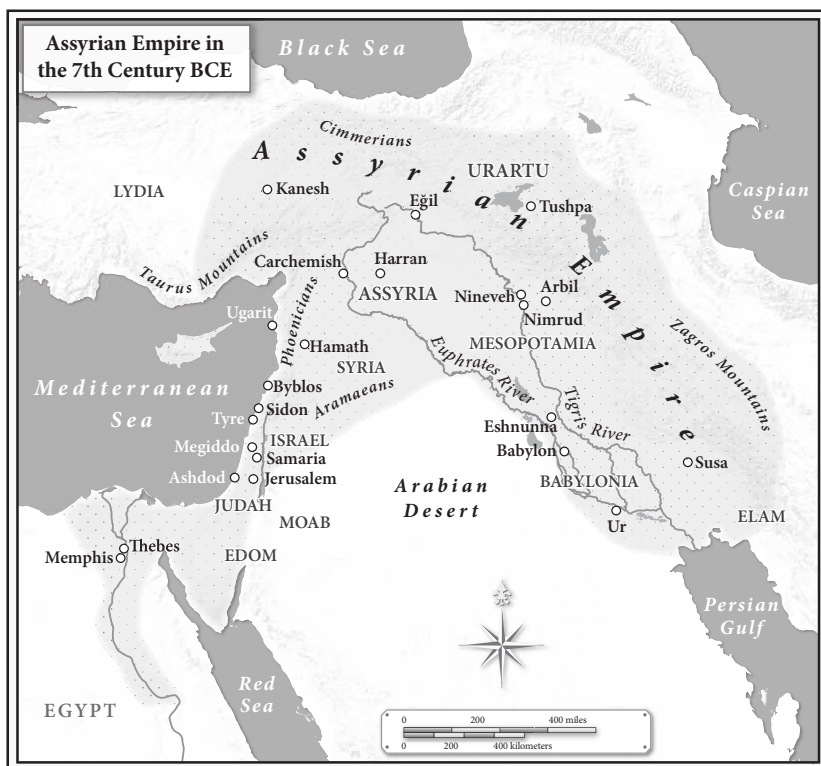 Assyrian Empire in
the 7th Century BCE
Black Sea
Cimmerians
Assyrian Empire
URARTU
LYDIA
Kanesh
Eğil
Tushpa
Caspian
Sea
Taurus Mountains
Carchemish
Harran
ASSYRIA
Nineveh
Arbil
Nimrud
Ugarit
Phoenicians
Hamath
SYRIA
MESOPOTAMIA
Zagros Mountains
Euphrates River
Mediterranean
Sea
Byblos
Aramaeans
Sidon
Tyre
Tigris River
Eshnunna
Megiddo
ISRAEL
Samaria
Babylon
Susa
Ashdod
Jerusalem
Arabian
Desert
BABYLONIA
JUDAH
MOAB
Ur
ELAM
Thebes
Memphis
EDOM
Persian
Gulf
Red
Sea
EGYPT
0 200 400 miles
0 200 400 kilometers